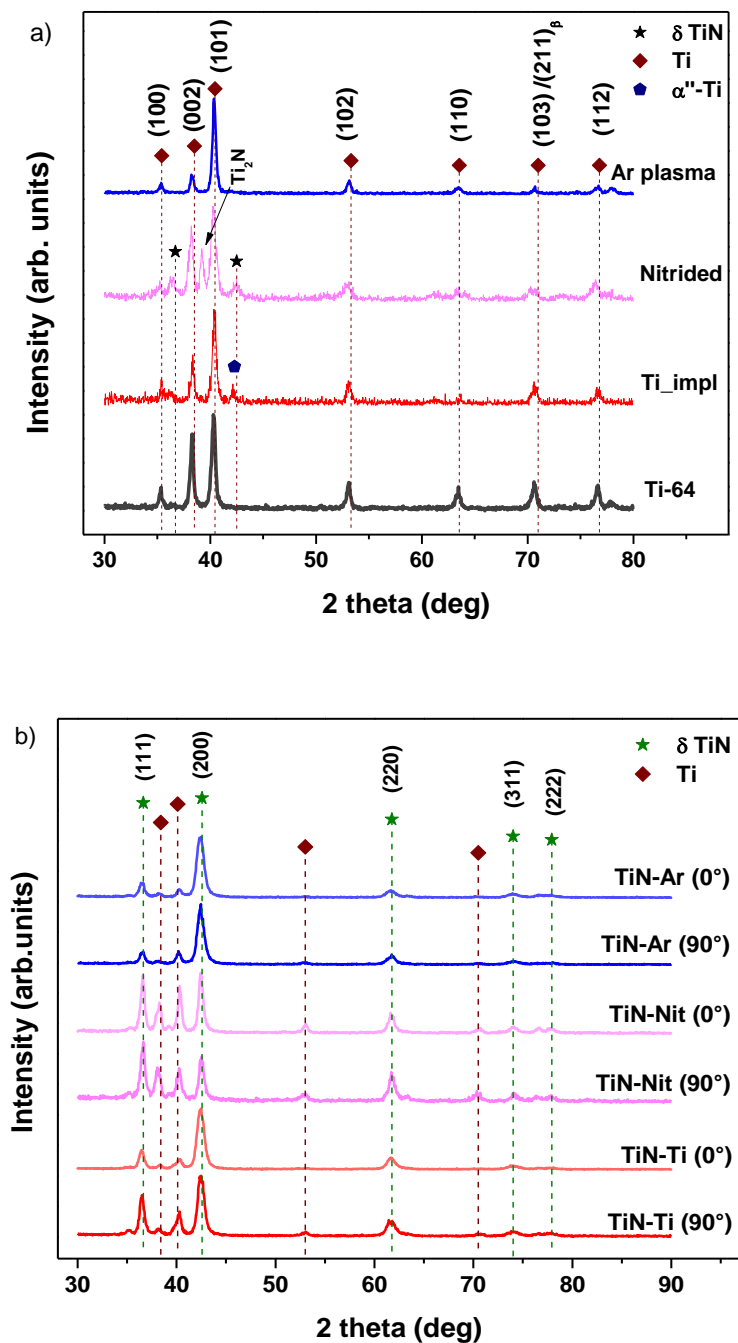 a)
★ δ TiN
◆ Ti
⬟ α"-Ti
(100)
(002)
(101)
(102)
(110)
(103) /(211)β
(112)
Ti2N
Ar plasma
Nitrided
Ti_impl
Ti-64
Intensity (arb. units)
30 40 50 60 70 80
2 theta (deg)
b)
★ δ TiN
◆ Ti
(111)
(200)
(220)
(311)
(222)
TiN-Ar (0°)
TiN-Ar (90°)
TiN-Nit (0°)
TiN-Nit (90°)
TiN-Ti (0°)
TiN-Ti (90°)
Intensity (arb.units)
30 40 50 60 70 80 90
2 theta (deg)